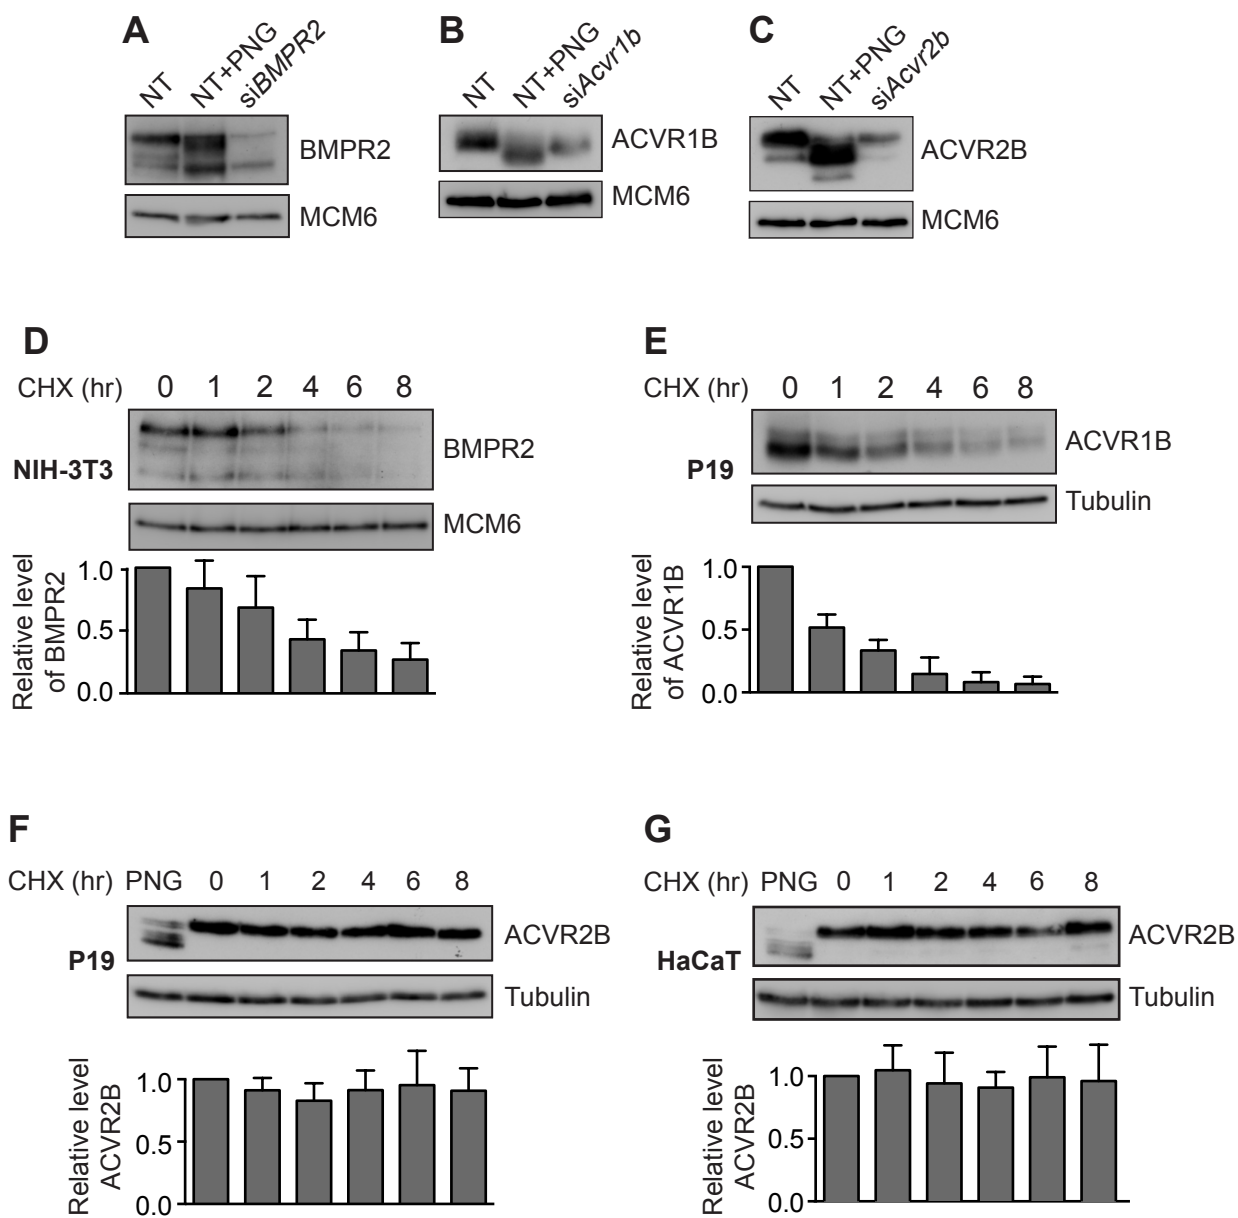 A
NT
NT+PNG
siBMPR2
BMPR2
MCM6
B
NT
NT+PNG
siAcvr1b
ACVR1B
MCM6
C
NT
NT+PNG
siAcvr2b
ACVR2B
MCM6
D
CHX (hr) 0 1 2 4 6 8
NIH-3T3
BMPR2
MCM6
Relative level
of BMPR2
1.0
0.5
0.0
E
CHX (hr) 0 1 2 4 6 8
P19
ACVR1B
Tubulin
Relative level
of ACVR1B
1.0
0.5
0.0
F
CHX (hr) PNG 0 1 2 4 6 8
P19
ACVR2B
Tubulin
Relative level
ACVR2B
1.0
0.5
0.0
G
CHX (hr) PNG 0 1 2 4 6 8
HaCaT
ACVR2B
Tubulin
Relative level
ACVR2B
1.0
0.5
0.0